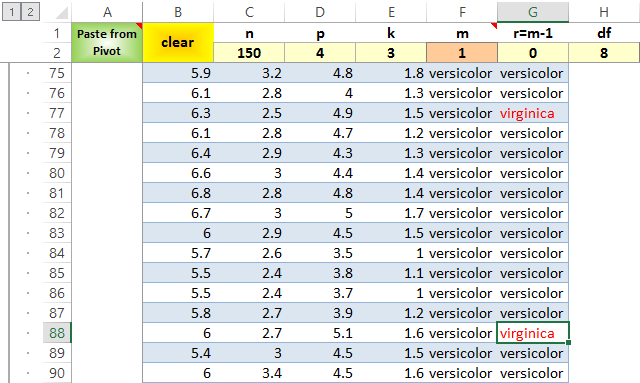 1 2 A B C D E F G H
1 Paste from Pivot clear n p k m r=m-1 df
2 150 4 3 1 0 8
75 5.9 3.2 4.8 1.8 versicolor versicolor
76 6.1 2.8 4 1.3 versicolor versicolor
77 6.3 2.5 4.9 1.5 versicolor virginica
78 6.1 2.8 4.7 1.2 versicolor versicolor
79 6.4 2.9 4.3 1.3 versicolor versicolor
80 6.6 3 4.4 1.4 versicolor versicolor
81 6.8 2.8 4.8 1.4 versicolor versicolor
82 6.7 3 5 1.7 versicolor versicolor
83 6 2.9 4.5 1.5 versicolor versicolor
84 5.7 2.6 3.5 1 versicolor versicolor
85 5.5 2.4 3.8 1.1 versicolor versicolor
86 5.5 2.4 3.7 1 versicolor versicolor
87 5.8 2.7 3.9 1.2 versicolor versicolor
88 6 2.7 5.1 1.6 versicolor virginica
89 5.4 3 4.5 1.5 versicolor versicolor
90 6 3.4 4.5 1.6 versicolor versicolor